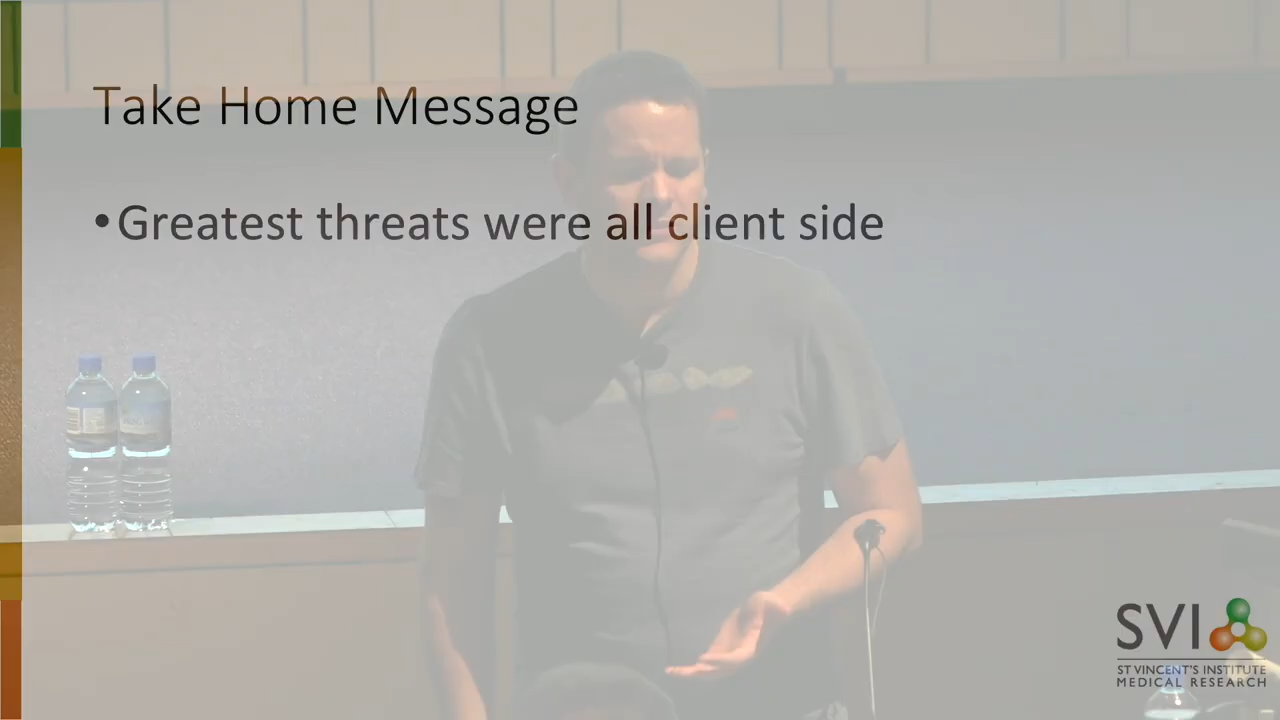 Take Home Message
•Greatest threats were all client side
SVI
ST VINCENT'S INSTITUTE
MEDICAL RESEARCH